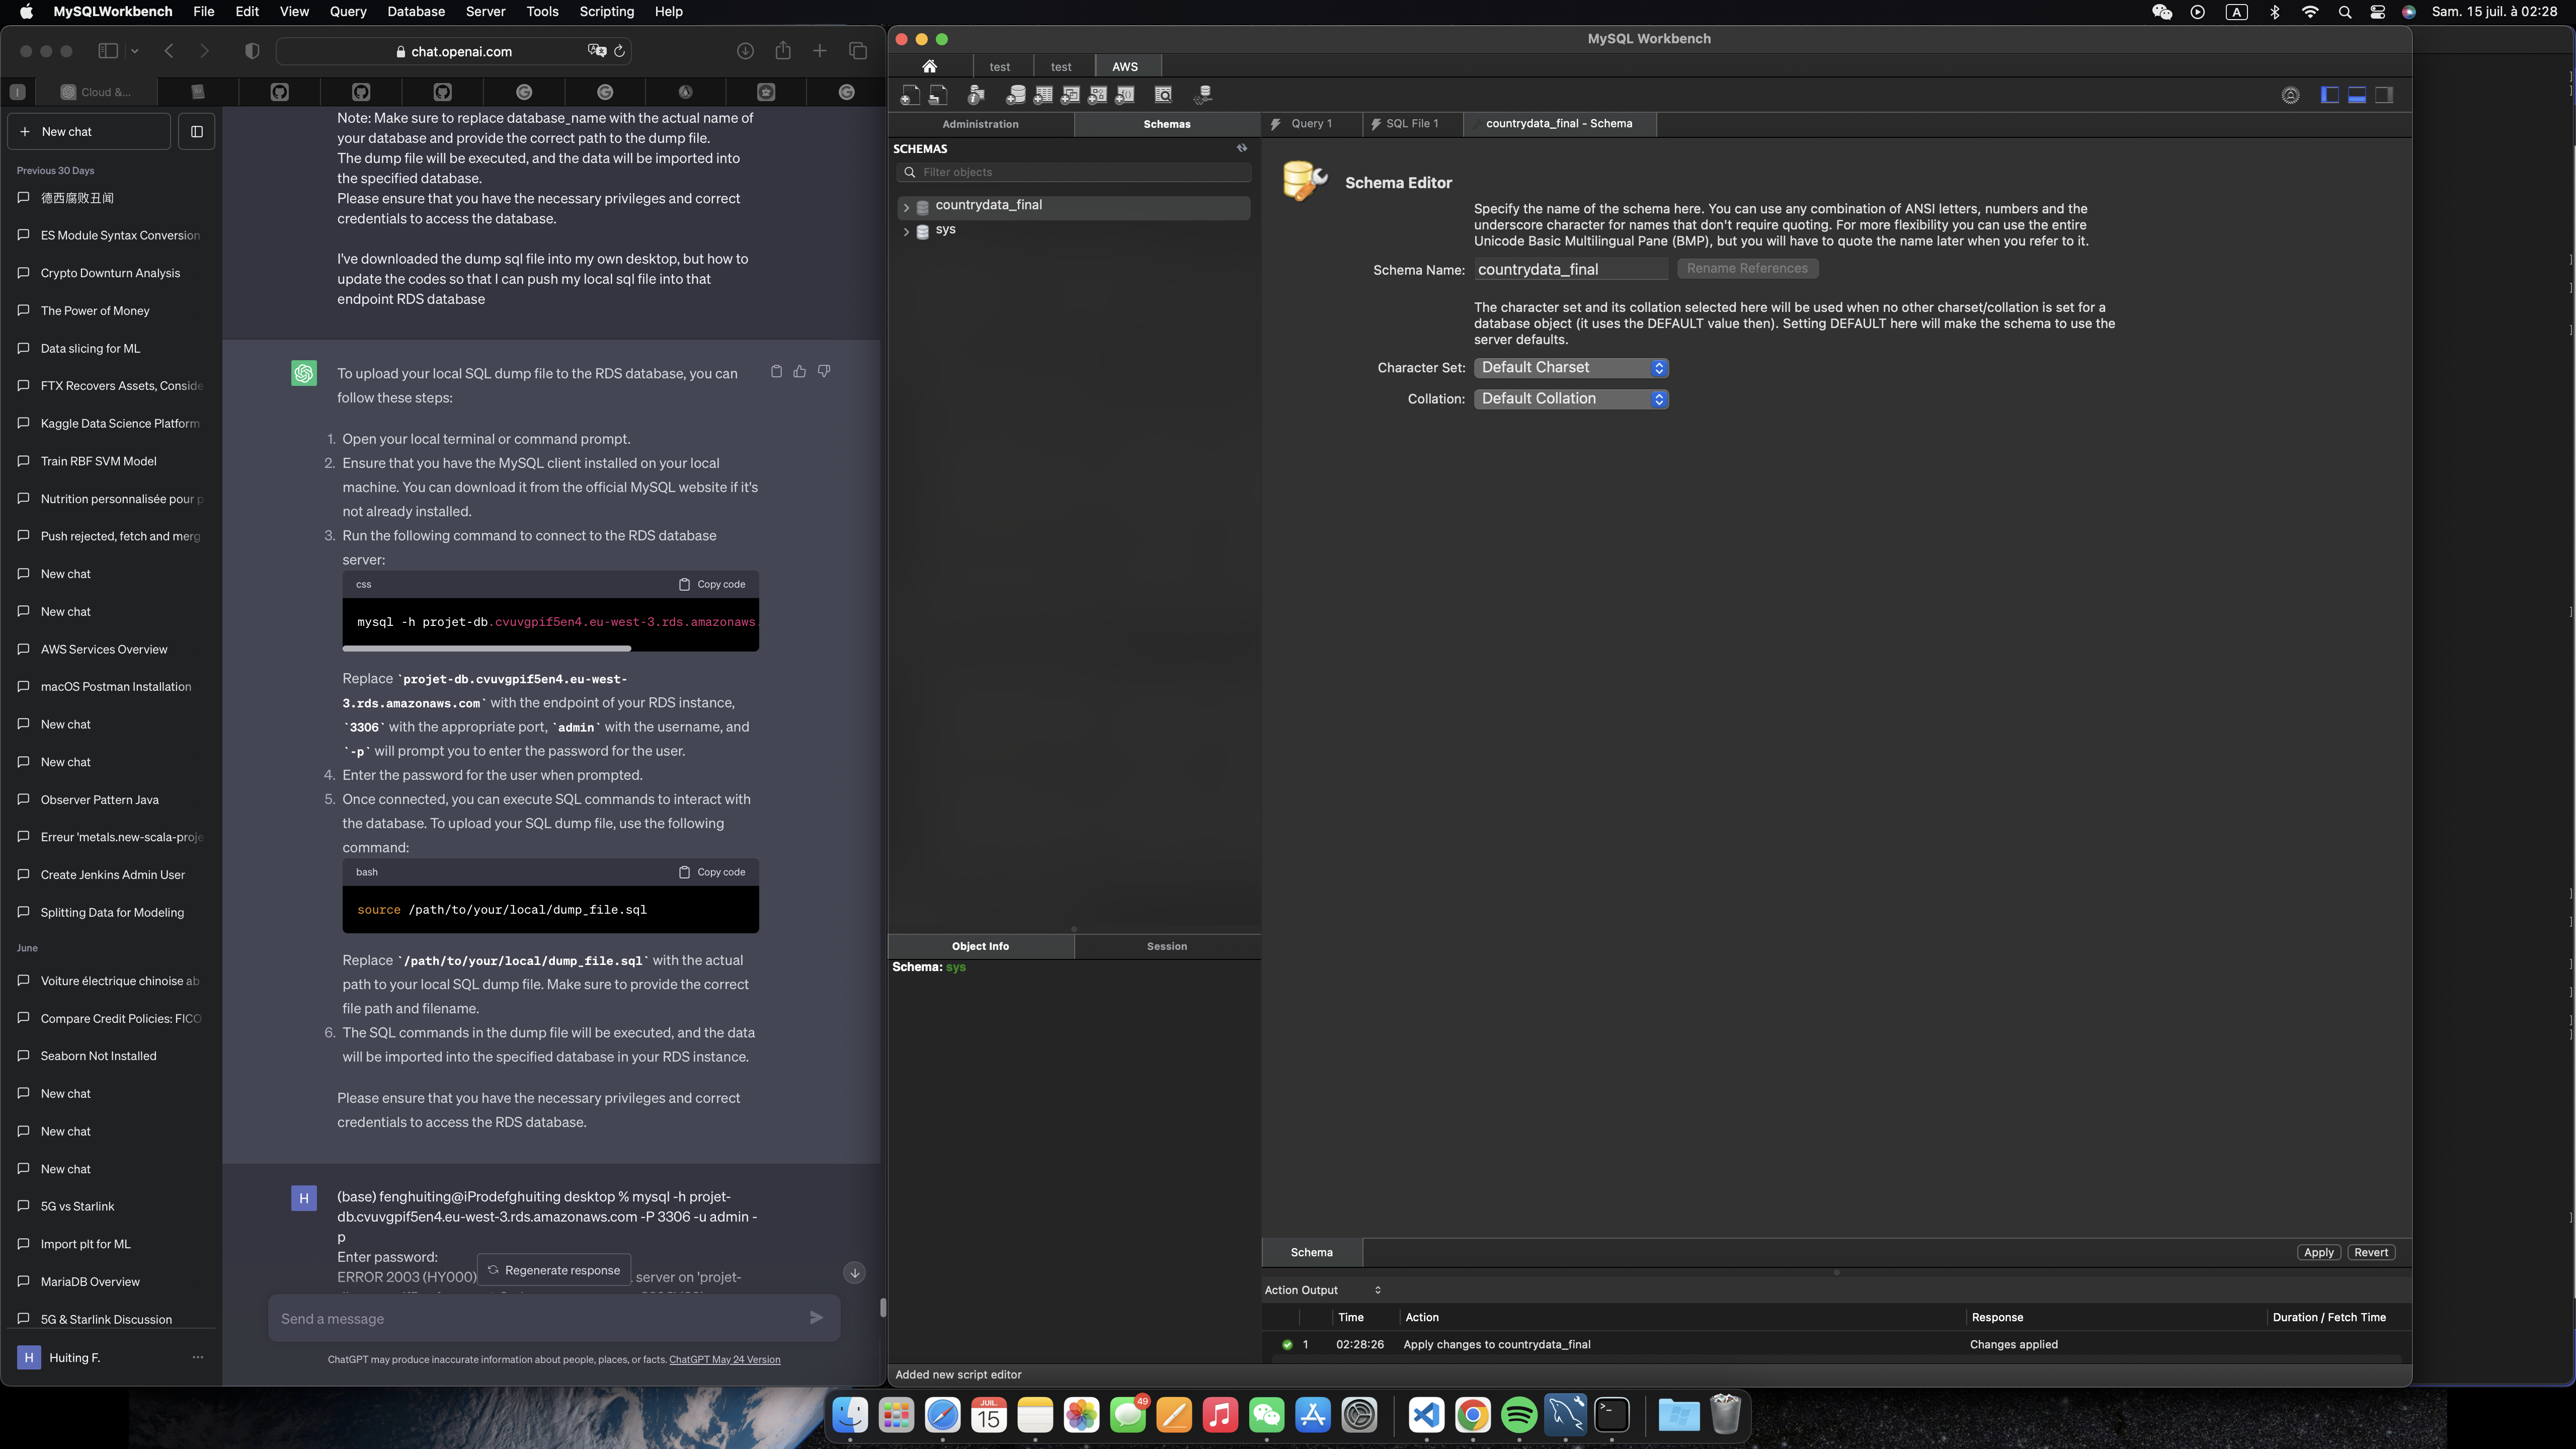 MySQLWorkbench File Edit View Query Database Server Tools Scripting Help
A
Sam. 15 juil. à 02:28
chat.openai.com
Cloud &...
New chat
Previous 30 Days
德西腐败丑闻
ES Module Syntax Conversion
Crypto Downturn Analysis
The Power of Money
Data slicing for ML
FTX Recovers Assets, Conside
Kaggle Data Science Platform
Train RBF SVM Model
Nutrition personnalisée pour p
Push rejected, fetch and merg
New chat
New chat
AWS Services Overview
macOS Postman Installation
New chat
New chat
Observer Pattern Java
Erreur 'metals.new-scala-proje
Create Jenkins Admin User
Splitting Data for Modeling
June
Voiture électrique chinoise ab
Compare Credit Policies: FICO
Seaborn Not Installed
New chat
New chat
New chat
5G vs Starlink
Import plt for ML
MariaDB Overview
5G & Starlink Discussion
H Huiting F.
Note: Make sure to replace database_name with the actual name of
your database and provide the correct path to the dump file.
The dump file will be executed, and the data will be imported into
the specified database.
Please ensure that you have the necessary privileges and correct
credentials to access the database.
I've downloaded the dump sql file into my own desktop, but how to
update the codes so that I can push my local sql file into that
endpoint RDS database
To upload your local SQL dump file to the RDS database, you can
follow these steps:
1. Open your local terminal or command prompt.
2. Ensure that you have the MySQL client installed on your local
machine. You can download it from the official MySQL website if it's
not already installed.
3. Run the following command to connect to the RDS database
server:
css Copy code
mysql -h projet-db.cvuvgpif5en4.eu-west-3.rds.amazonaws.
Replace `projet-db.cvuvgpif5en4.eu-west-
3.rds.amazonaws.com` with the endpoint of your RDS instance,
`3306` with the appropriate port, `admin` with the username, and
`-p` will prompt you to enter the password for the user.
4. Enter the password for the user when prompted.
5. Once connected, you can execute SQL commands to interact with
the database. To upload your SQL dump file, use the following
command:
bash Copy code
source /path/to/your/local/dump_file.sql
Replace `/path/to/your/local/dump_file.sql` with the actual
path to your local SQL dump file. Make sure to provide the correct
file path and filename.
6. The SQL commands in the dump file will be executed, and the data
will be imported into the specified database in your RDS instance.
Please ensure that you have the necessary privileges and correct
credentials to access the RDS database.
H
(base) fenghuiting@iProdefghuiting desktop % mysql -h projet-
db.cvuvgpif5en4.eu-west-3.rds.amazonaws.com -P 3306 -u admin -
p
Enter password:
ERROR 2003 (HY000) server on 'projet-
Regenerate response
Send a message
ChatGPT may produce inaccurate information about people, places, or facts. ChatGPT May 24 Version
MySQL Workbench
test test AWS
Administration Schemas
SCHEMAS
Filter objects
countrydata_final
sys
Object Info Session
Schema: sys
Query 1 SQL File 1 countrydata_final - Schema
Schema Editor
Specify the name of the schema here. You can use any combination of ANSI letters, numbers and the
underscore character for names that don't require quoting. For more flexibility you can use the entire
Unicode Basic Multilingual Pane (BMP), but you will have to quote the name later when you refer to it.
Schema Name: countrydata_final Rename References
The character set and its collation selected here will be used when no other charset/collation is set for a
database object (it uses the DEFAULT value then). Setting DEFAULT here will make the schema to use the
server defaults.
Character Set: Default Charset
Collation: Default Collation
Schema Apply Revert
Action Output
Time Action Response Duration / Fetch Time
1 02:28:26 Apply changes to countrydata_final Changes applied
Added new script editor
JUIL.
15
49